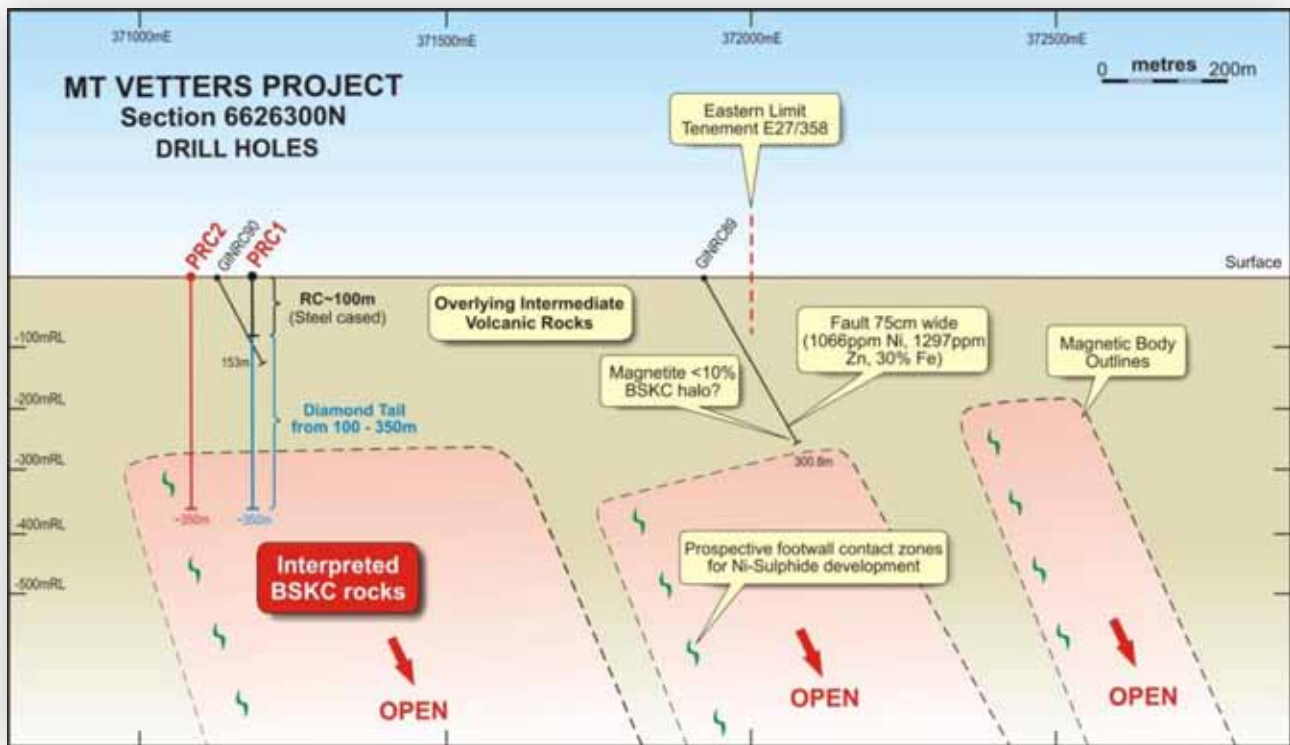 371000mE
371500mE
372000mE
372500mE
MT VETTERS PROJECT
Section 6626300N
DRILL HOLES
0 metres 200m
Eastern Limit
Tenement E27/358
PRC2
GINRC90
PRC1
GINRC89
Surface
RC~100m
(Steel cased)
Overlying Intermediate
Volcanic Rocks
Fault 75cm wide
(1066ppm Ni, 1297ppm
Zn, 30% Fe)
Magnetic Body
Outlines
-100mRL
153m
Magnetite <10%
BSKC halo?
-200mRL
Diamond Tail
from 100 - 350m
-300mRL
300.6m
~350m
~350m
-400mRL
Interpreted
BSKC rocks
Prospective footwall contact zones
for Ni-Sulphide development
-500mRL
OPEN
OPEN
OPEN